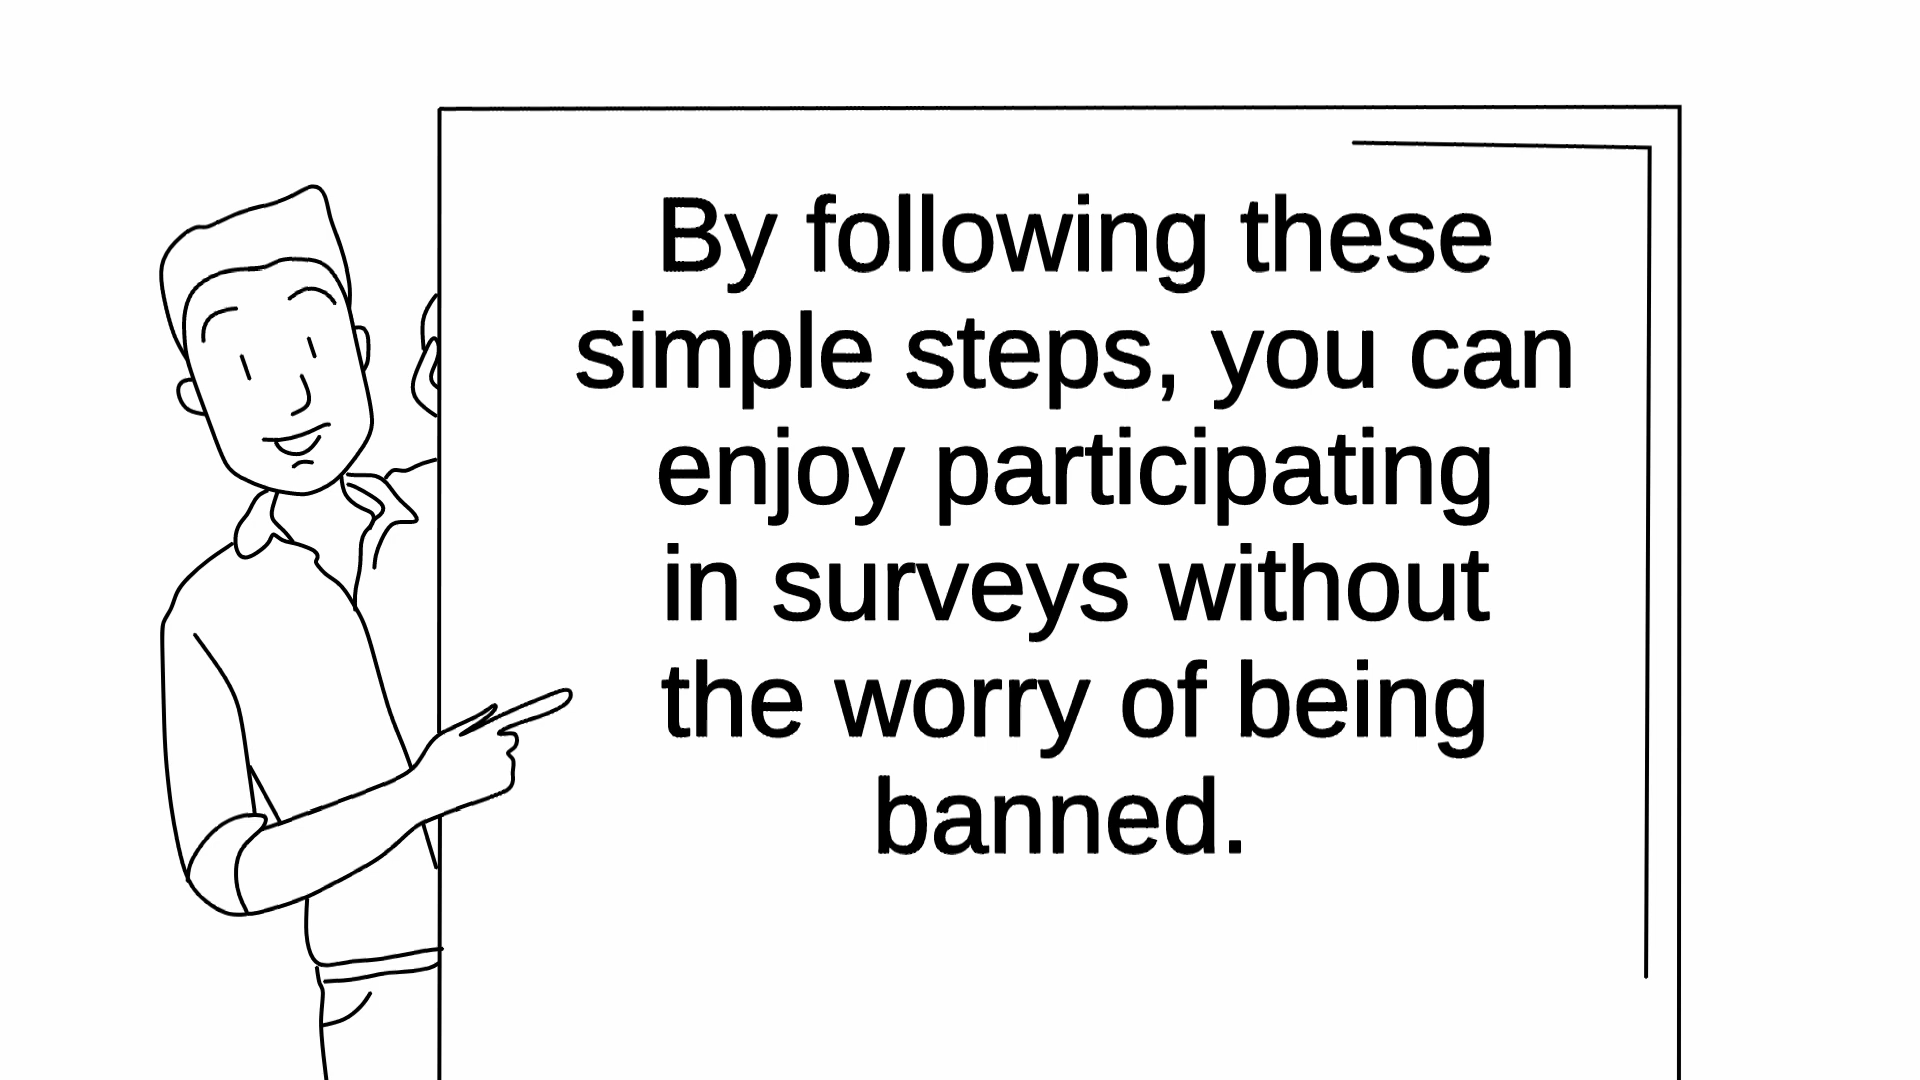 By following these
simple steps, you can
enjoy participating
in surveys without
the worry of being
banned.